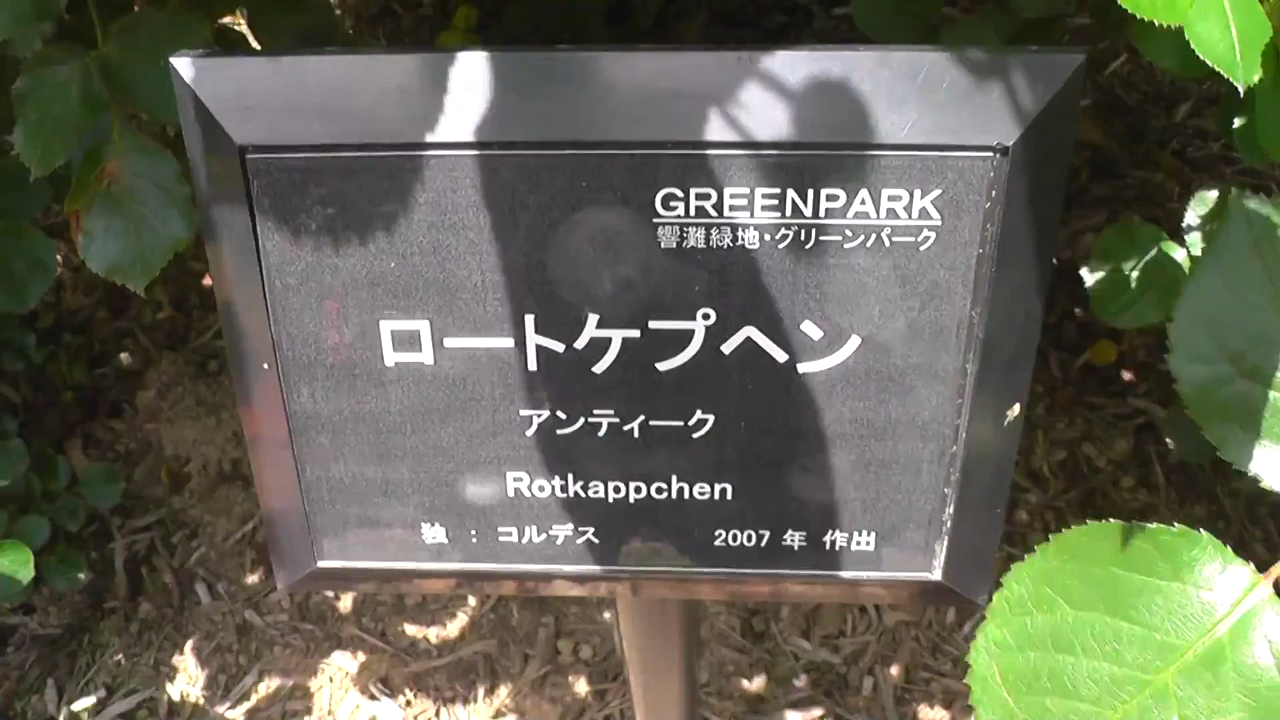 GREENPARK
響灘緑地・グリーンパーク
ロートケプヘン
アンティーク
Rotkappchen
独 : コルデス 2007 年 作出